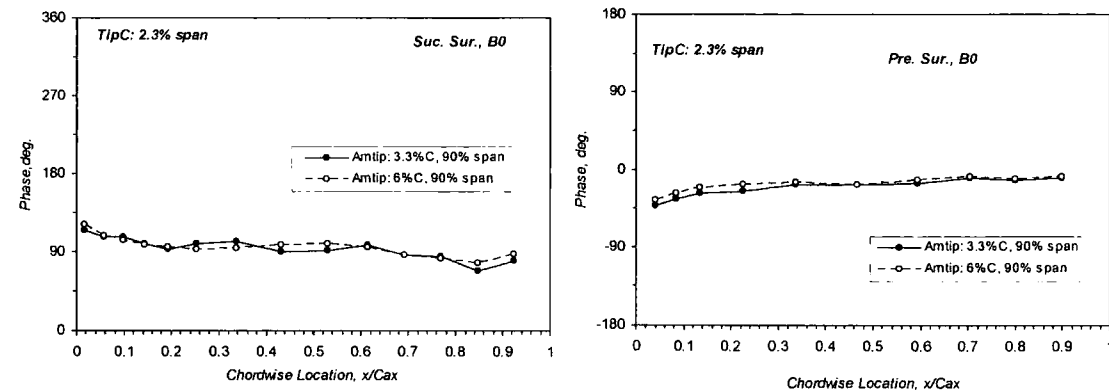 360
270
180
90
0
Phase,deg.
TipC: 2.3% span
Suc. Sur., B0
Amtip: 3.3%C, 90% span
Amtip: 6%C, 90% span
0 0.1 0.2 0.3 0.4 0.5 0.6 0.7 0.8 0.9 1
Chordwise Location, x/Cax
180
90
0
-90
-180
Phase, deg.
TipC: 2.3% span
Pre. Sur., B0
Amtip: 3.3%C, 90% span
Amtip: 6%C, 90% span
0 0.1 0.2 0.3 0.4 0.5 0.6 0.7 0.8 0.9 1
Chordwise Location, x/Cax